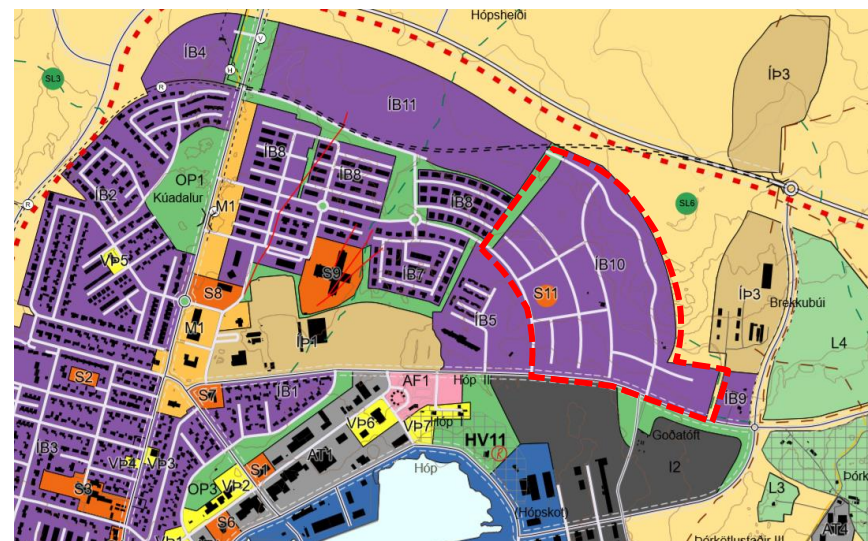 Hópsheiði
ÍB4
V
H
SL3
R
ÍÞ3
ÍB11
ÍB8
ÍB8
OP1
Kúadalur
ÍB2
M1
R
ÍB8
SL6
VÞ5
S9
ÍB7
ÍB10
S8
S11
ÍÞ3
Brekkubúi
M1
ÍB5
L4
ÍÞ1
S2
AF1
Hóp II
S7
ÍB1
ÍB9
VÞ6
VÞ7
Hóp I
ÍB3
HV11
Goðatóft
VÞ4
VÞ3
AT1
Hóp
I2
S1
OP3
VÞ2
S3
L3
(Hópskot)
S6
AT4
VÞ1
Þórkötlustaðir III